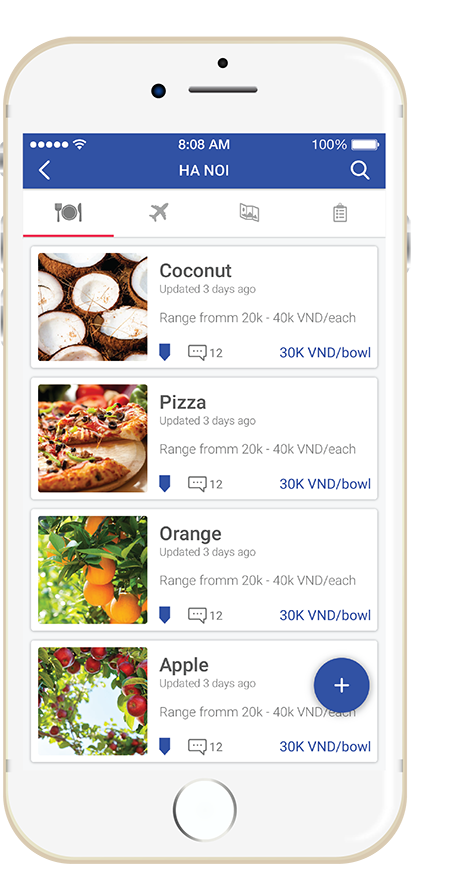 8:08 AM
100%
HA NOI
Coconut
Updated 3 days ago
Range fromm 20k - 40k VND/each
12
30K VND/bowl
Pizza
Updated 3 days ago
Range fromm 20k - 40k VND/each
12
30K VND/bowl
Orange
Updated 3 days ago
Range fromm 20k - 40k VND/each
12
30K VND/bowl
Apple
Updated 3 days ago
Range fromm 20k - 40k VND/each
+
12
30K VND/bowl